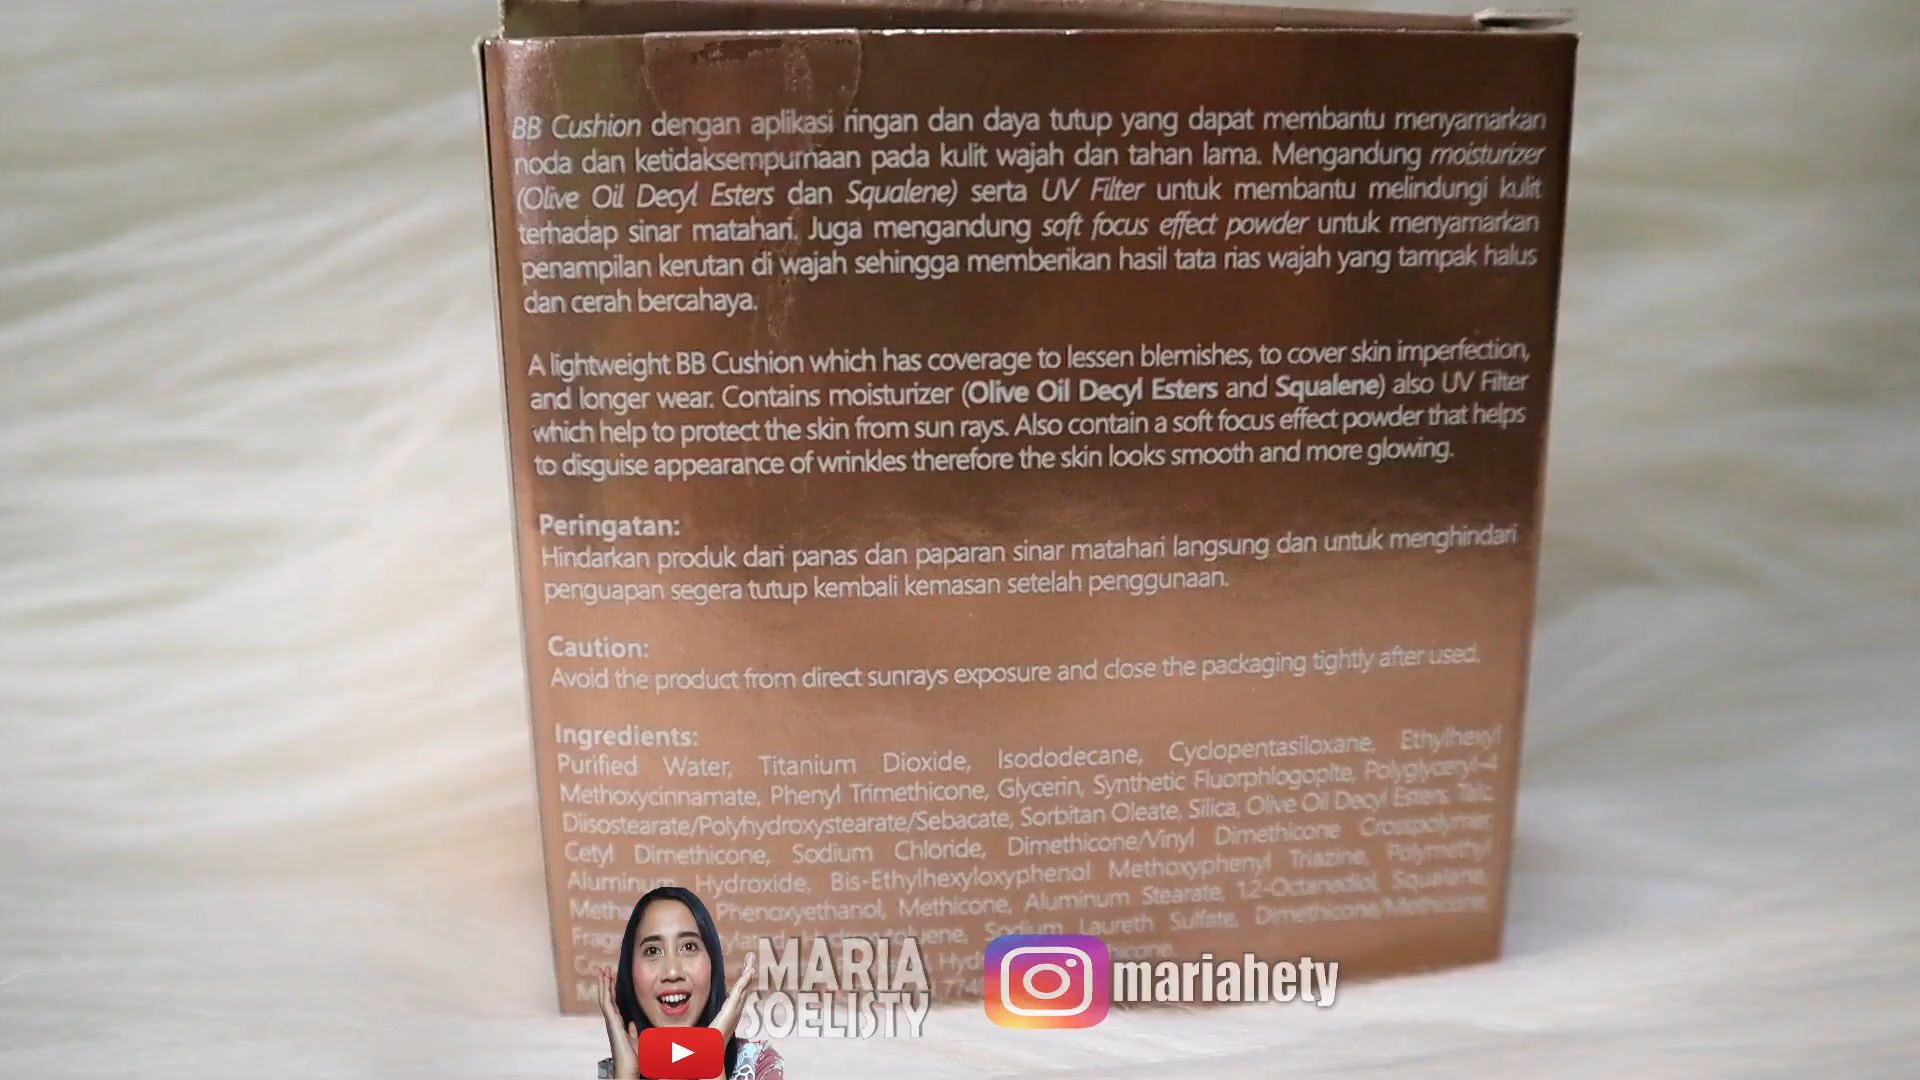 BB Cushion dengan aplikasi ringan dan daya tutup yang dapat membantu menyamarkan
noda dan ketidaksempurnaan pada kulit wajah dan tahan lama. Mengandung moisturizer
(Olive Oil Decyl Esters dan Squalene) serta UV Filter untuk membantu melindungi kulit
terhadap sinar matahari. Juga mengandung soft focus effect powder untuk menyamarkan
penampilan kerutan di wajah sehingga memberikan hasil tata rias wajah yang tampak halus
dan cerah bercahaya.
A lightweight BB Cushion which has coverage to lessen blemishes, to cover skin imperfection,
and longer wear. Contains moisturizer (Olive Oil Decyl Esters and Squalene) also UV Filter
which help to protect the skin from sun rays. Also contain a soft focus effect powder that helps
to disguise appearance of wrinkles therefore the skin looks smooth and more glowing.
Peringatan:
Hindarkan produk dari panas dan paparan sinar matahari langsung dan untuk menghindari
penguapan segera tutup kembali kemasan setelah penggunaan.
Caution:
Avoid the product from direct sunrays exposure and close the packaging tightly after used.
Ingredients:
Purified Water, Titanium Dioxide, Isododecane, Cyclopentasiloxane, Ethylhexyl
Methoxycinnamate, Phenyl Trimethicone, Glycerin, Synthetic Fluorphlogopite, Polyglyceryl-4
Diisostearate/Polyhydroxystearate/Sebacate, Sorbitan Oleate, Silica, Olive Oil Decyl Esters, Talc,
Cetyl Dimethicone, Sodium Chloride, Dimethicone/Vinyl Dimethicone Crosspolymer,
Aluminum Hydroxide, Bis-Ethylhexyloxyphenol Methoxyphenyl Triazine, Polymethyl
Phenoxyethanol, Methicone, Aluminum Stearate, 1,2-Octanediol, Squalene,
Sodium Laureth Sulfate, Dimethicone/Methicone
MARIA
SOELISTY
mariahety